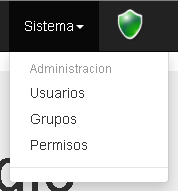 Sistema
Administracion
Usuarios
Grupos
Permisos